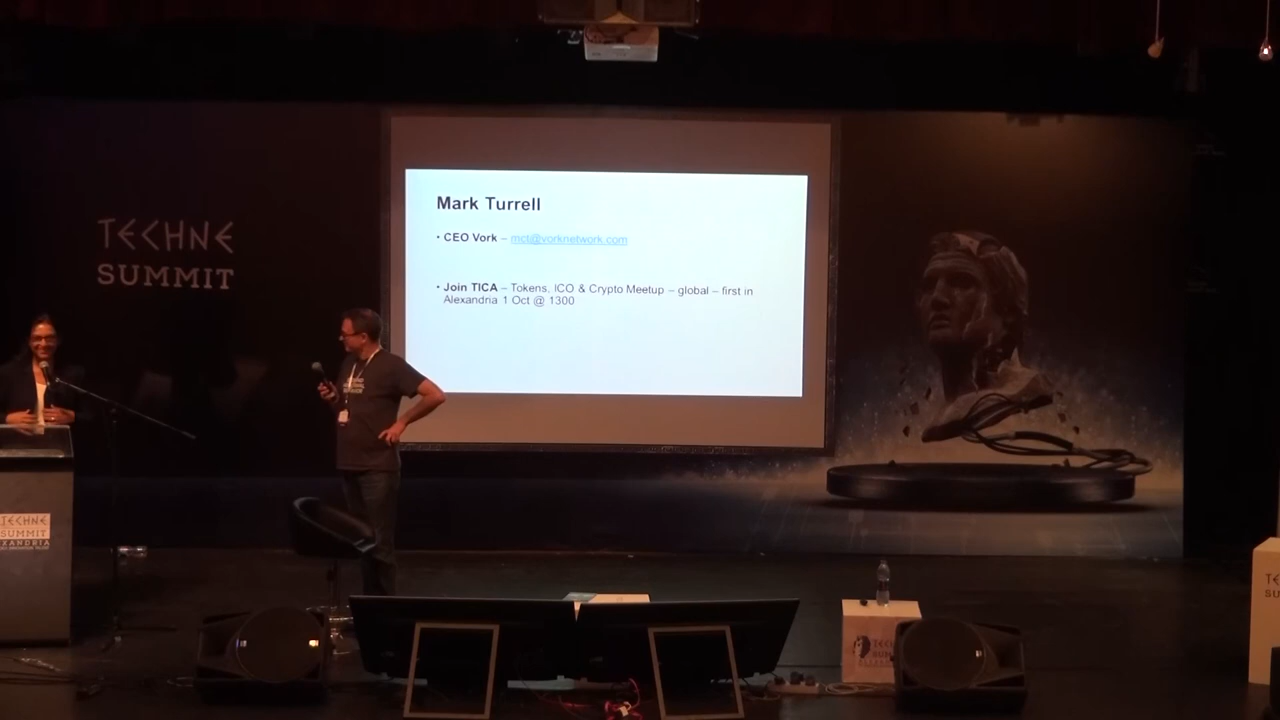 TECHNE
SUMMIT
Mark Turrell
• CEO Vork – mct@vorknetwork.com
• Join TICA – Tokens, ICO & Crypto Meetup – global – first in
Alexandria 1 Oct @ 1300
TECHNE
SUMMIT